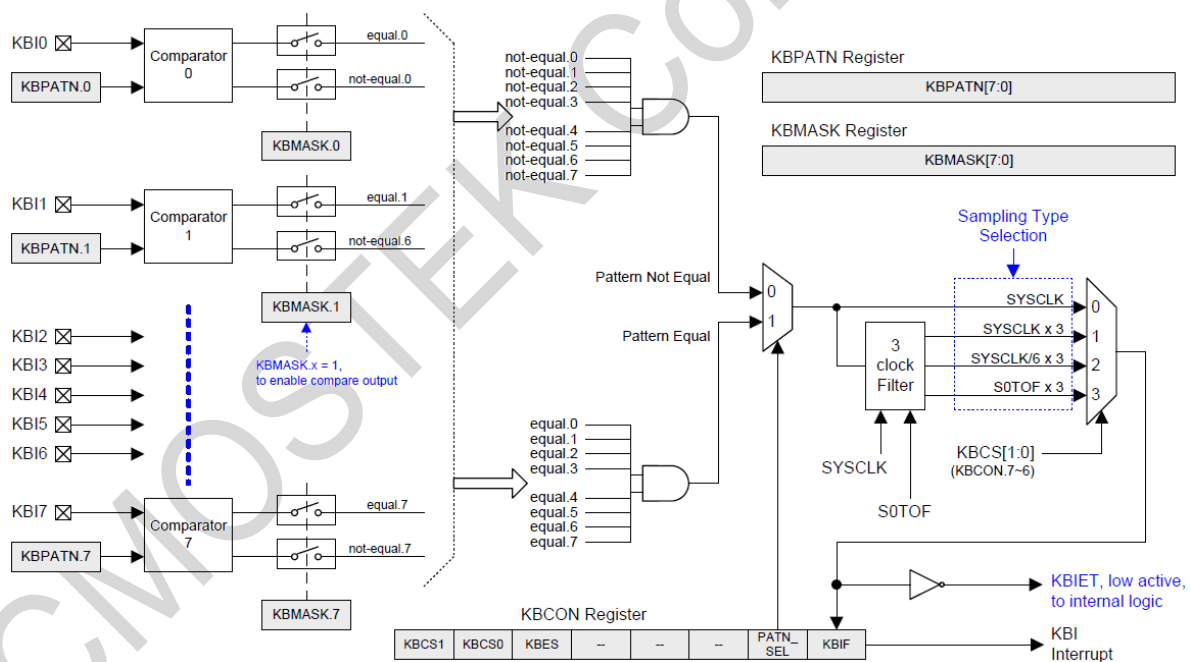 CMOSTEK Co
KBI0
KBPATN.0
Comparator
0
equal.0
not-equal.0
KBMASK.0
KBI1
KBPATN.1
Comparator
1
equal.1
not-equal.6
KBMASK.1
KBMASK.x = 1,
to enable compare output
KBI2
KBI3
KBI4
KBI5
KBI6
KBI7
KBPATN.7
Comparator
7
equal.7
not-equal.7
KBMASK.7
not-equal.0
not-equal.1
not-equal.2
not-equal.3
not-equal.4
not-equal.5
not-equal.6
not-equal.7
equal.0
equal.1
equal.2
equal.3
equal.4
equal.5
equal.6
equal.7
KBPATN Register
KBPATN[7:0]
KBMASK Register
KBMASK[7:0]
Pattern Not Equal
Pattern Equal
0
1
Sampling Type
Selection
3
clock
Filter
SYSCLK
SYSCLK x 3
SYSCLK/6 x 3
S0TOF x 3
0
1
2
3
SYSCLK
S0TOF
KBCS[1:0]
(KBCON.7~6)
KBIET, low active,
to internal logic
KBI
Interrupt
KBCON Register
KBCS1 KBCS0 KBES -- -- -- PATN_ KBIF
SEL